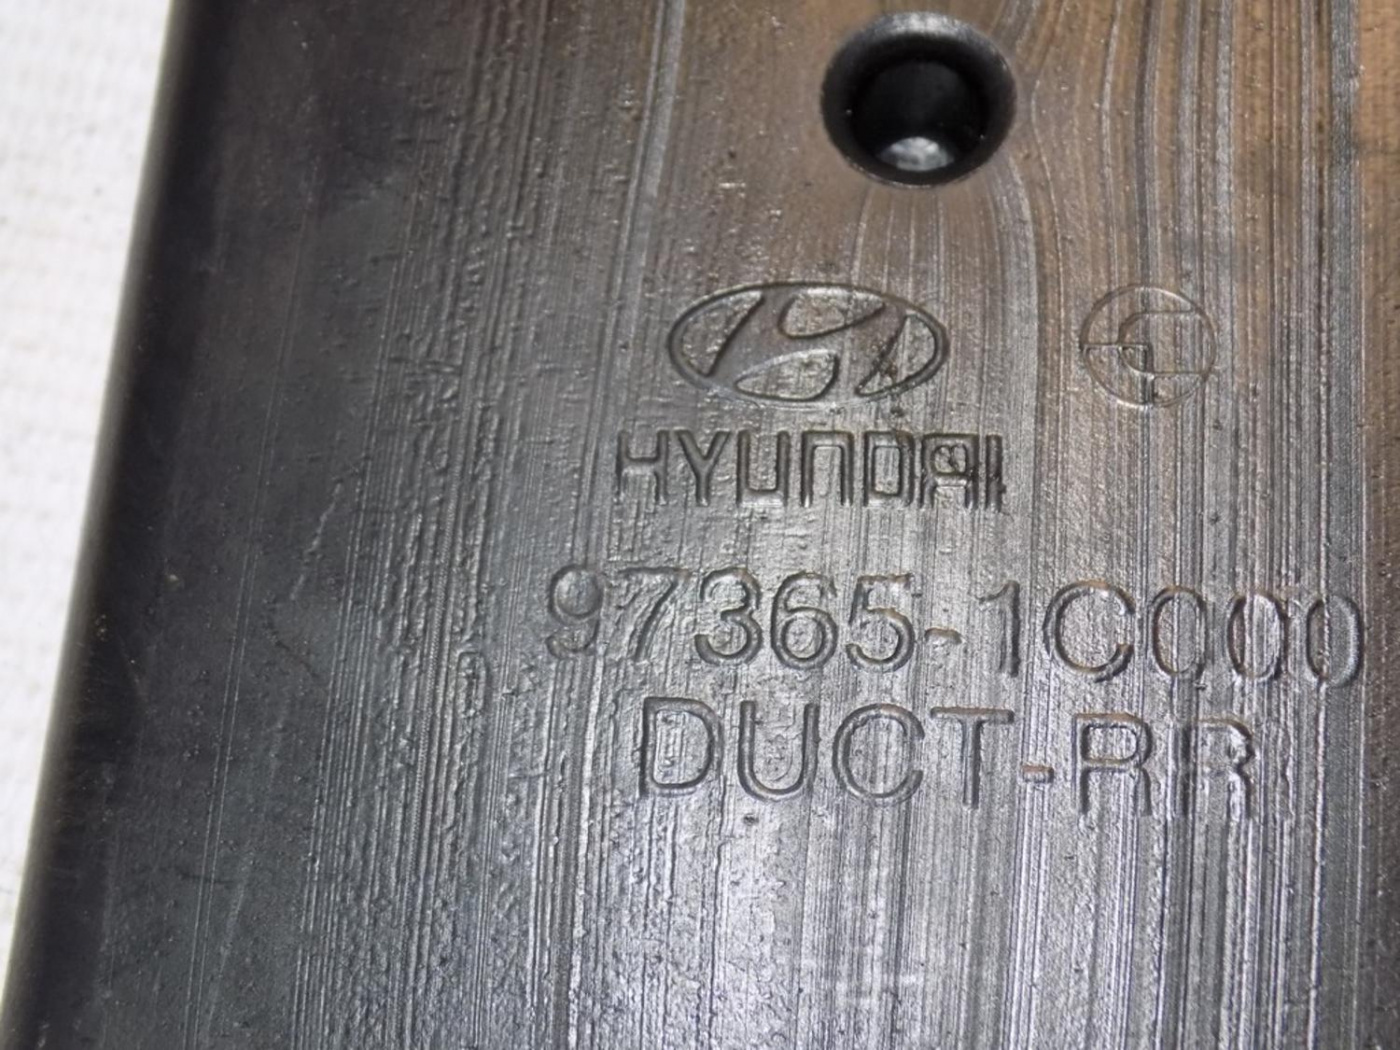 HYUNDAI
97365-1C000
DUCT-RR